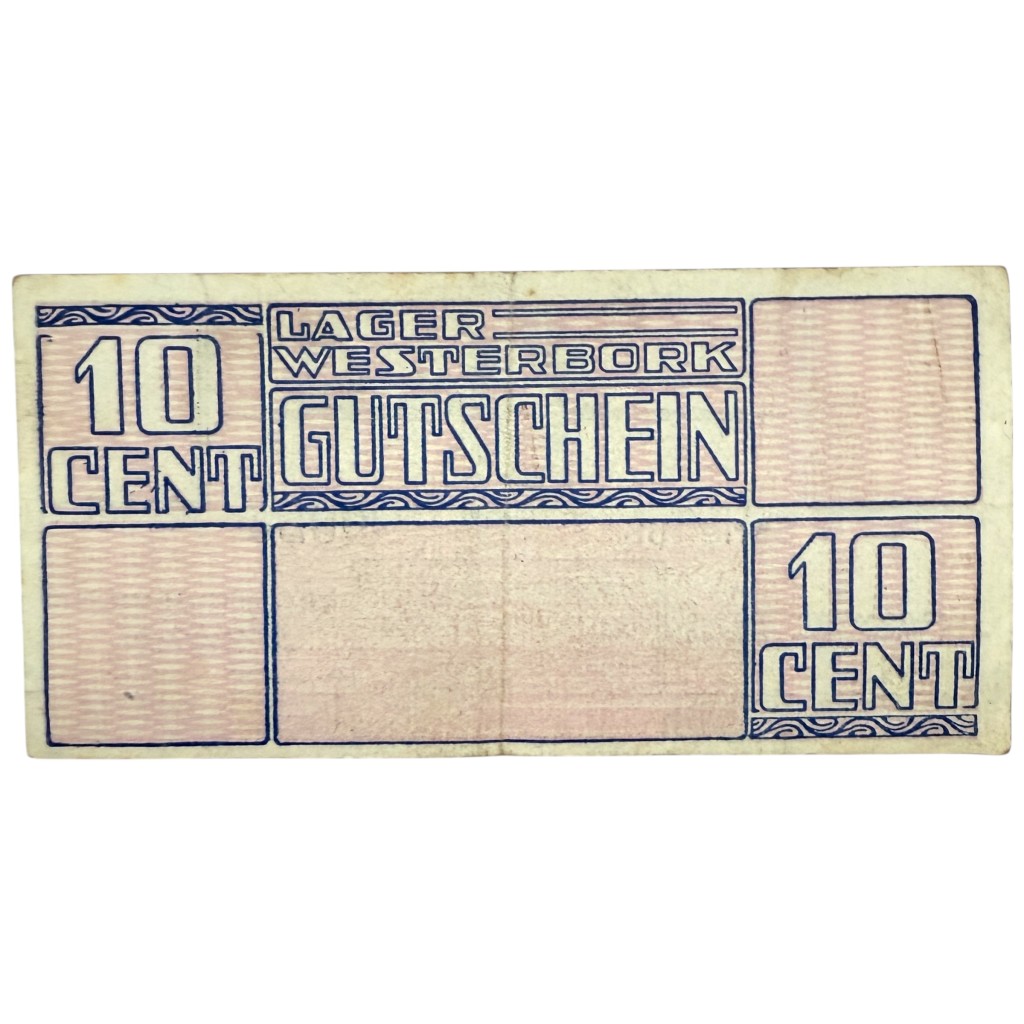 10
CENT
LAGER
WESTERBORK
GUTSCHEIN
10
CENT